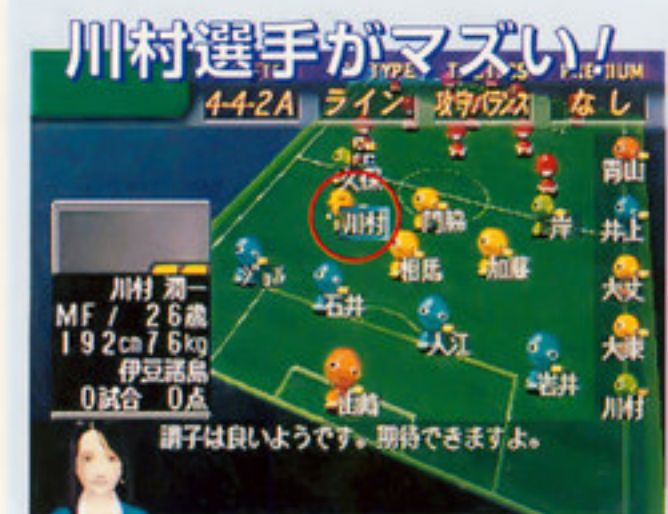 川村選手がマズい!
TYPE
4-4-2A ライン 攻守バランス なし
青山
川村 門脇 岸 井上
相馬 加藤
石井 大丈
入江 大東
岩井
山崎 川村
川村 潤一
MF / 26歳
192cm76kg
伊豆諸島
0試合 0点
調子は良いようです。期待できますよ。